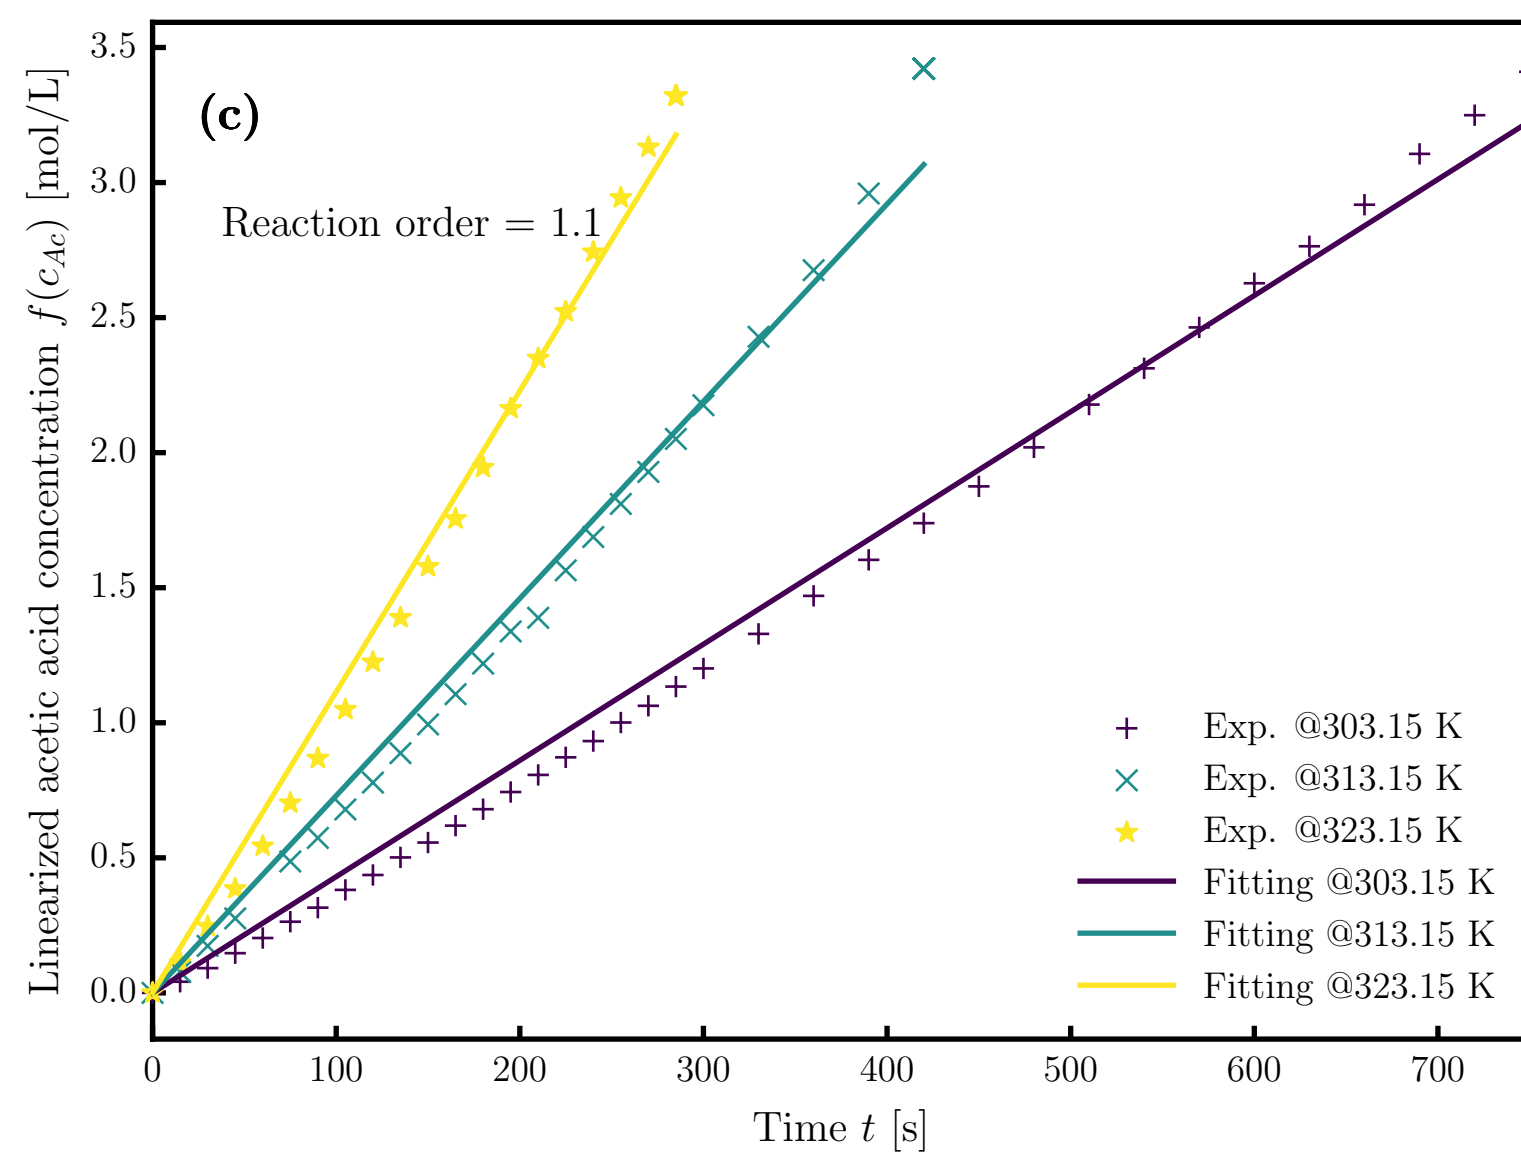 (c)
Reaction order = 1.1
Linearized acetic acid concentration f(c_{Ac}) [mol/L]
3.5
3.0
2.5
2.0
1.5
1.0
0.5
0.0
Exp. @303.15 K
Exp. @313.15 K
Exp. @323.15 K
Fitting @303.15 K
Fitting @313.15 K
Fitting @323.15 K
0 100 200 300 400 500 600 700
Time t [s]